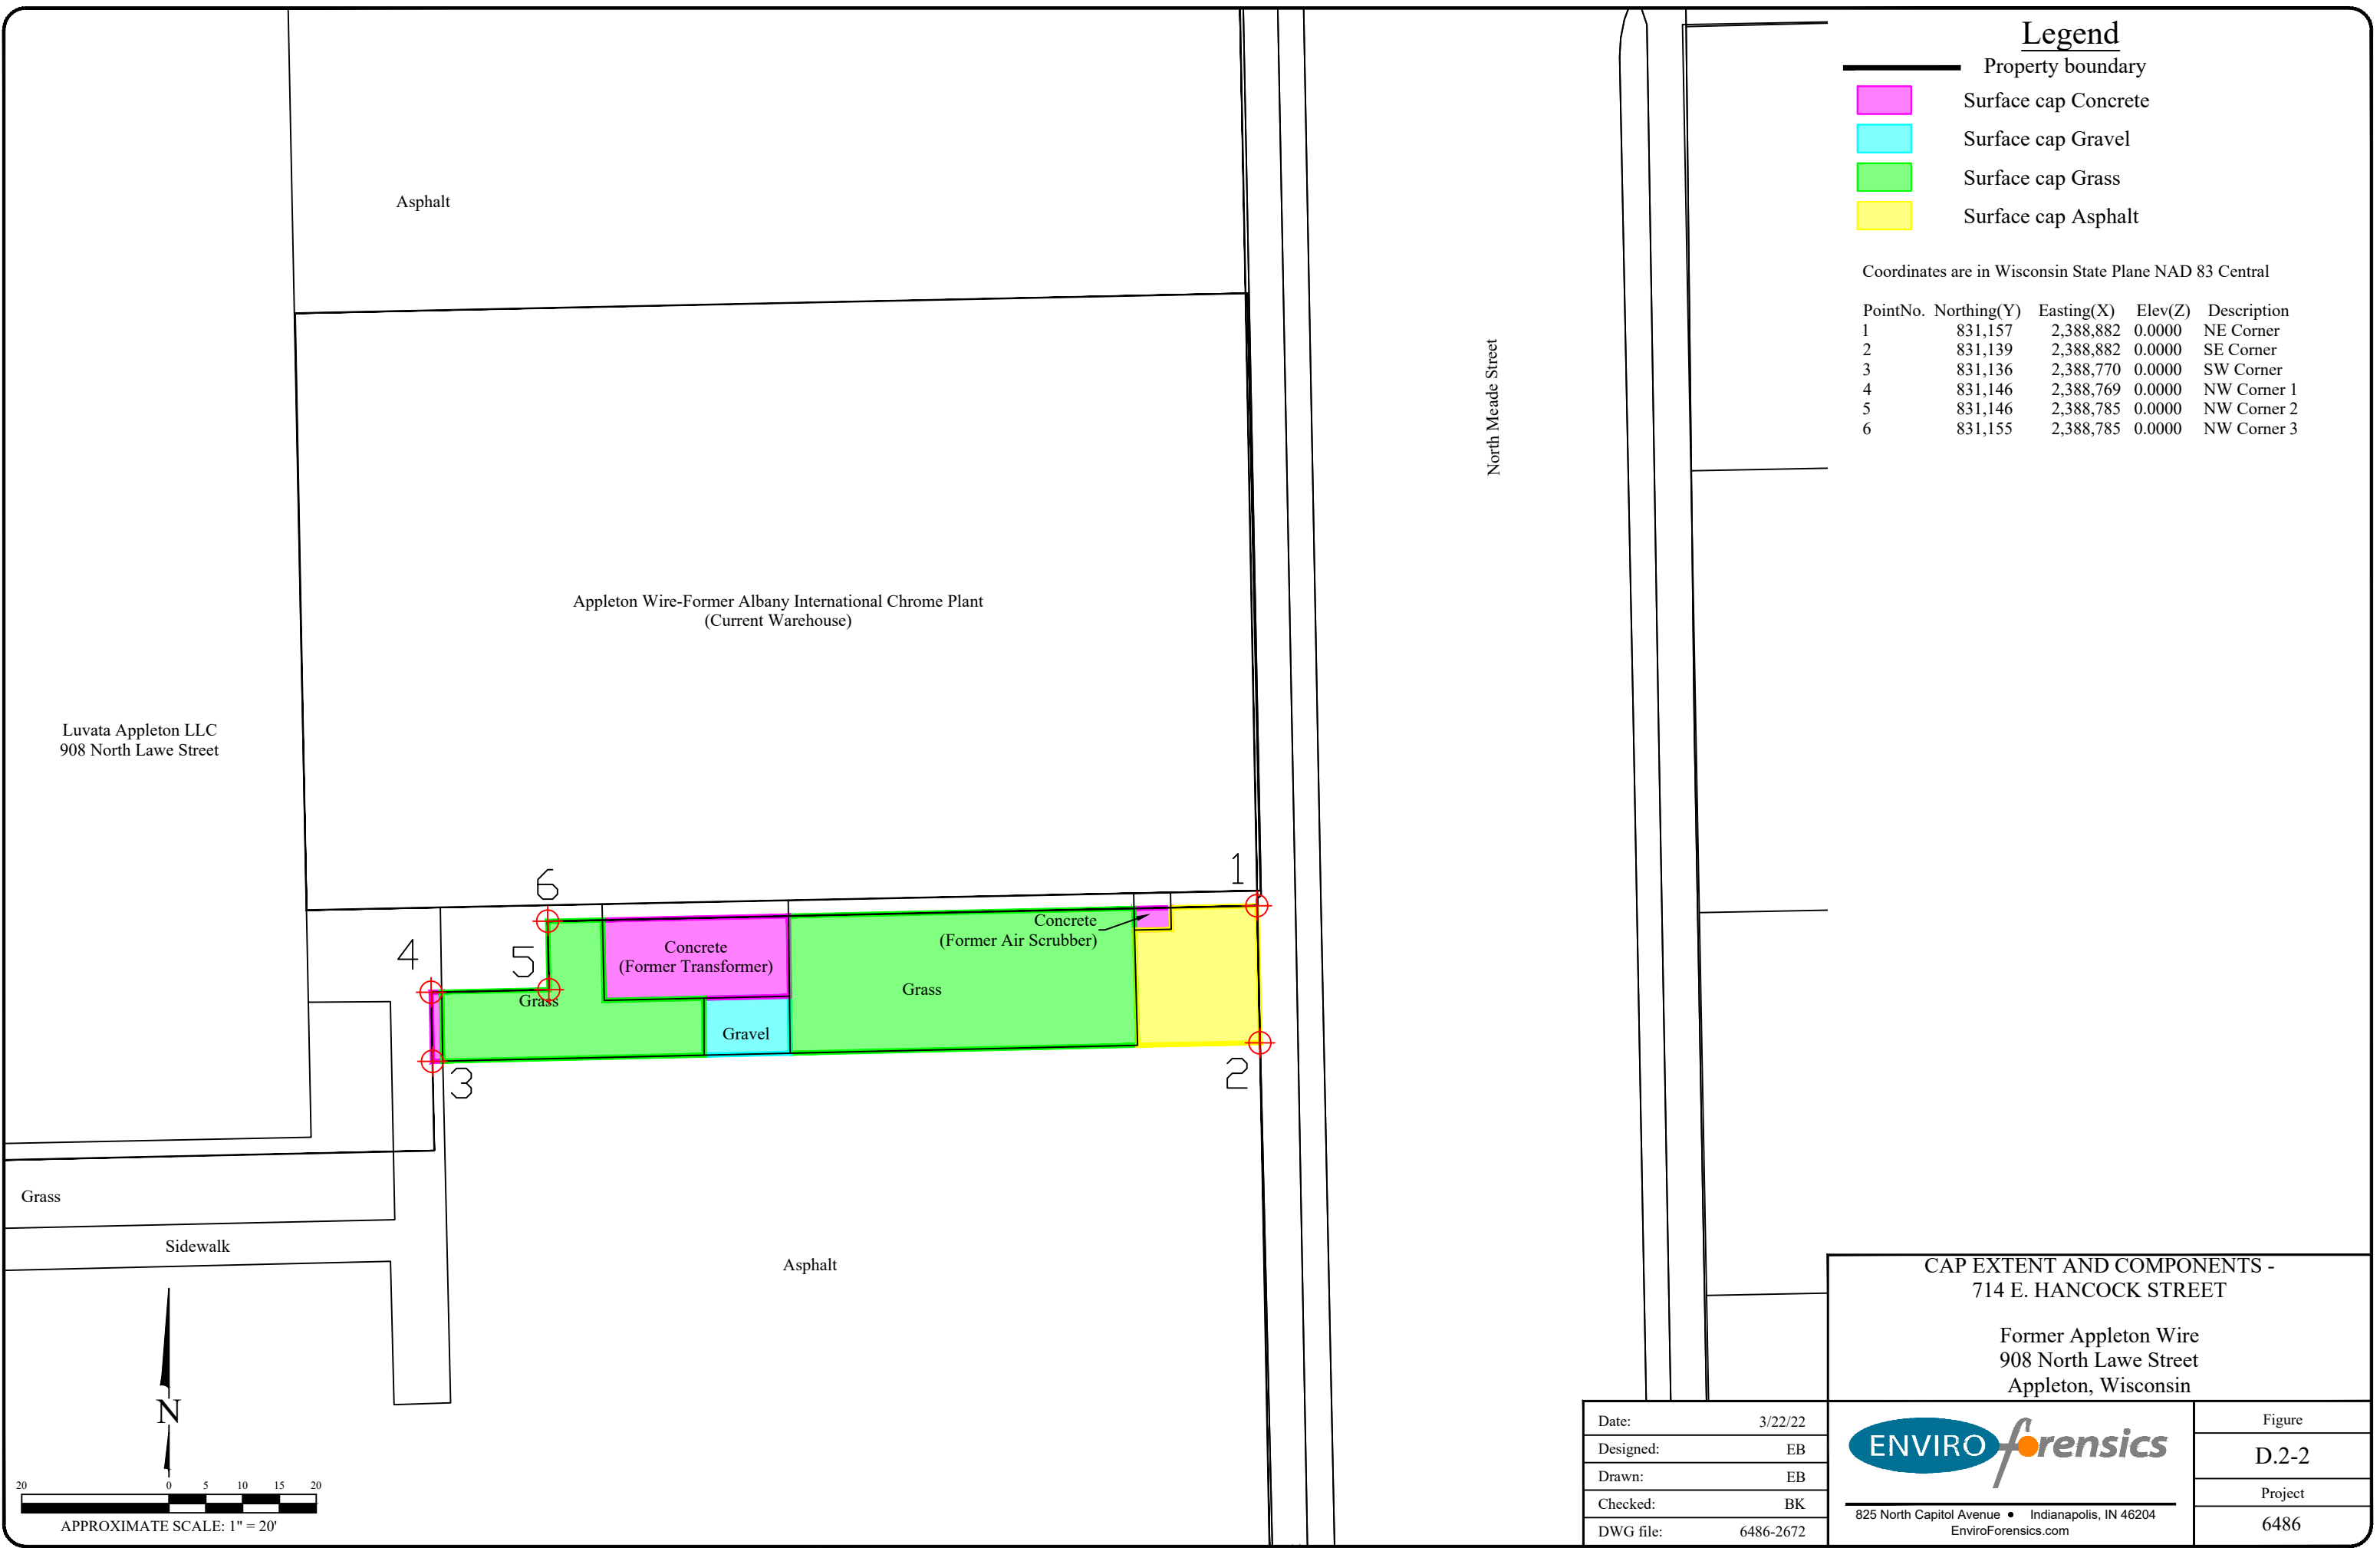 Legend
Property boundary
Surface cap Concrete
Surface cap Gravel
Surface cap Grass
Surface cap Asphalt
Coordinates are in Wisconsin State Plane NAD 83 Central
PointNo. Northing(Y) Easting(X) Elev(Z) Description
1 831,157 2,388,882 0.0000 NE Corner
2 831,139 2,388,882 0.0000 SE Corner
3 831,136 2,388,770 0.0000 SW Corner
4 831,146 2,388,769 0.0000 NW Corner 1
5 831,146 2,388,785 0.0000 NW Corner 2
6 831,155 2,388,785 0.0000 NW Corner 3
Asphalt
North Meade Street
Appleton Wire-Former Albany International Chrome Plant
(Current Warehouse)
Luvata Appleton LLC
908 North Lawe Street
1
6
4
5
Concrete
(Former Transformer)
Concrete
(Former Air Scrubber)
Grass
Grass
Gravel
3
2
Grass
Sidewalk
Asphalt
N
20 0 5 10 15 20
APPROXIMATE SCALE: 1" = 20'
CAP EXTENT AND COMPONENTS -
714 E. HANCOCK STREET
Former Appleton Wire
908 North Lawe Street
Appleton, Wisconsin
Date: 3/22/22
Designed: EB
Drawn: EB
Checked: BK
DWG file: 6486-2672
ENVIRO forensics
825 North Capitol Avenue • Indianapolis, IN 46204
EnviroForensics.com
Figure
D.2-2
Project
6486